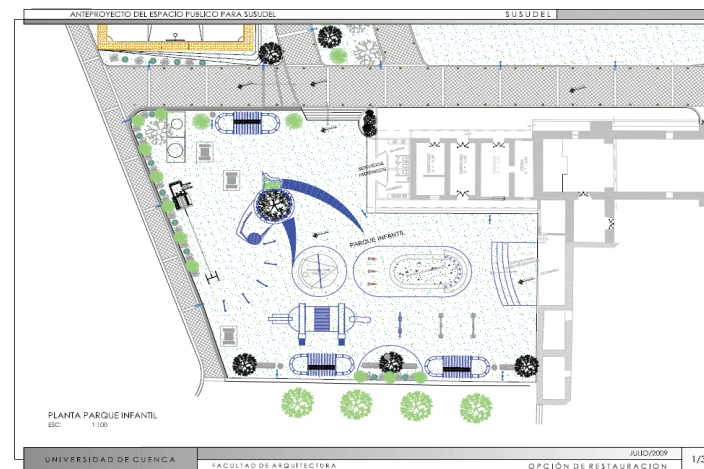 ANTEPROYECTO DEL ESPACIO PUBLICO PARA SUSUDEL
SUSUDEL
SERVICIOS
HIGIENICOS
PARQUE INFANTIL
PLANTA PARQUE INFANTIL
ESC: 1:100
UNIVERSIDAD DE CUENCA
FACULTAD DE ARQUITECTURA
JULIO/2009
OPCIÓN DE RESTAURACION
1/3